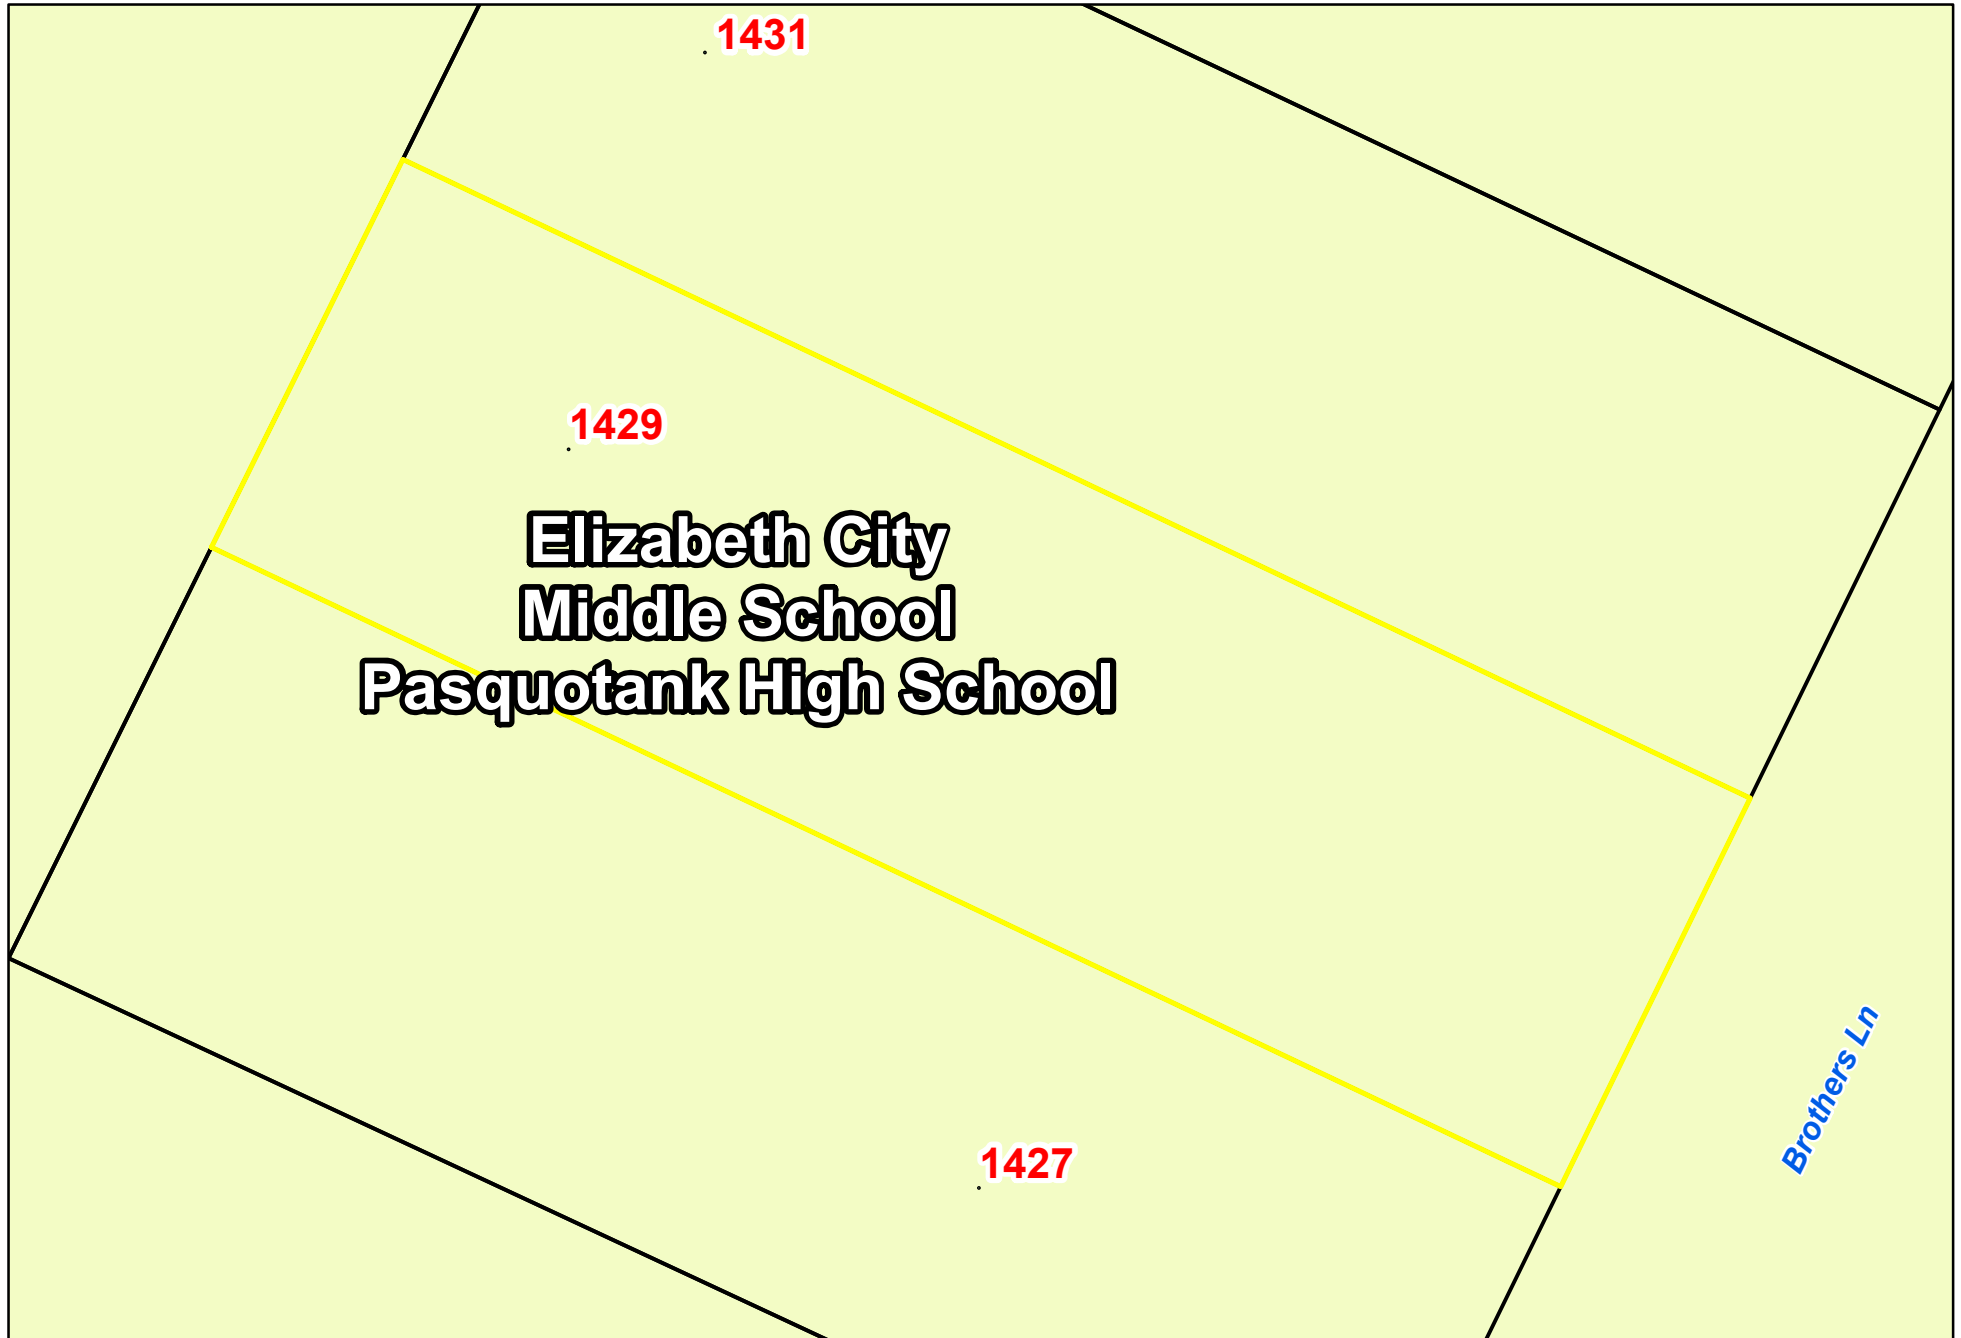 1431
1429
Elizabeth City
Middle School
Pasquotank High School
1427
Brothers Ln